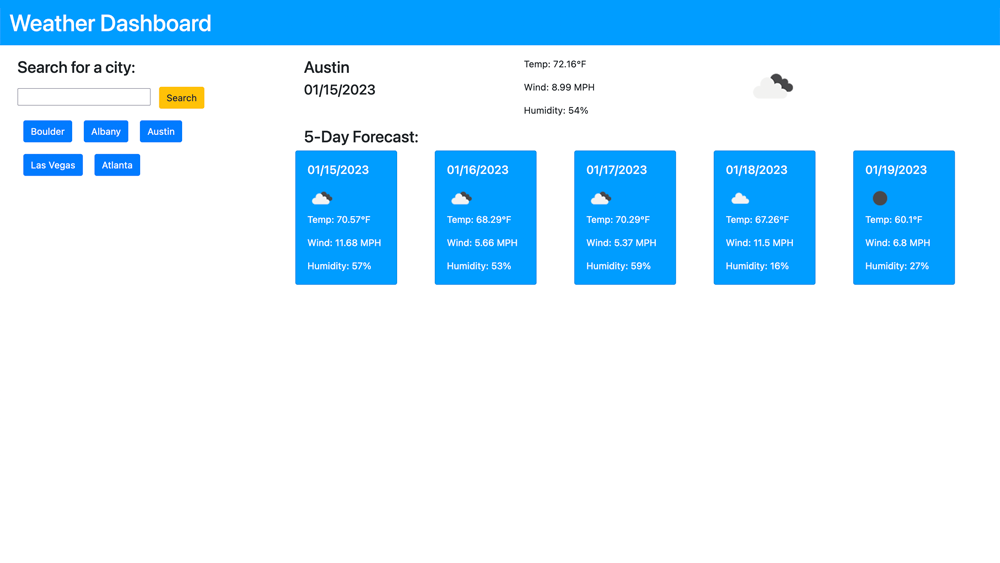 Weather Dashboard
Search for a city:
Search
Boulder
Albany
Austin
Las Vegas
Atlanta
Austin
01/15/2023
Temp: 72.16°F
Wind: 8.99 MPH
Humidity: 54%
5-Day Forecast:
01/15/2023
Temp: 70.57°F
Wind: 11.68 MPH
Humidity: 57%
01/16/2023
Temp: 68.29°F
Wind: 5.66 MPH
Humidity: 53%
01/17/2023
Temp: 70.29°F
Wind: 5.37 MPH
Humidity: 59%
01/18/2023
Temp: 67.26°F
Wind: 11.5 MPH
Humidity: 16%
01/19/2023
Temp: 60.1°F
Wind: 6.8 MPH
Humidity: 27%